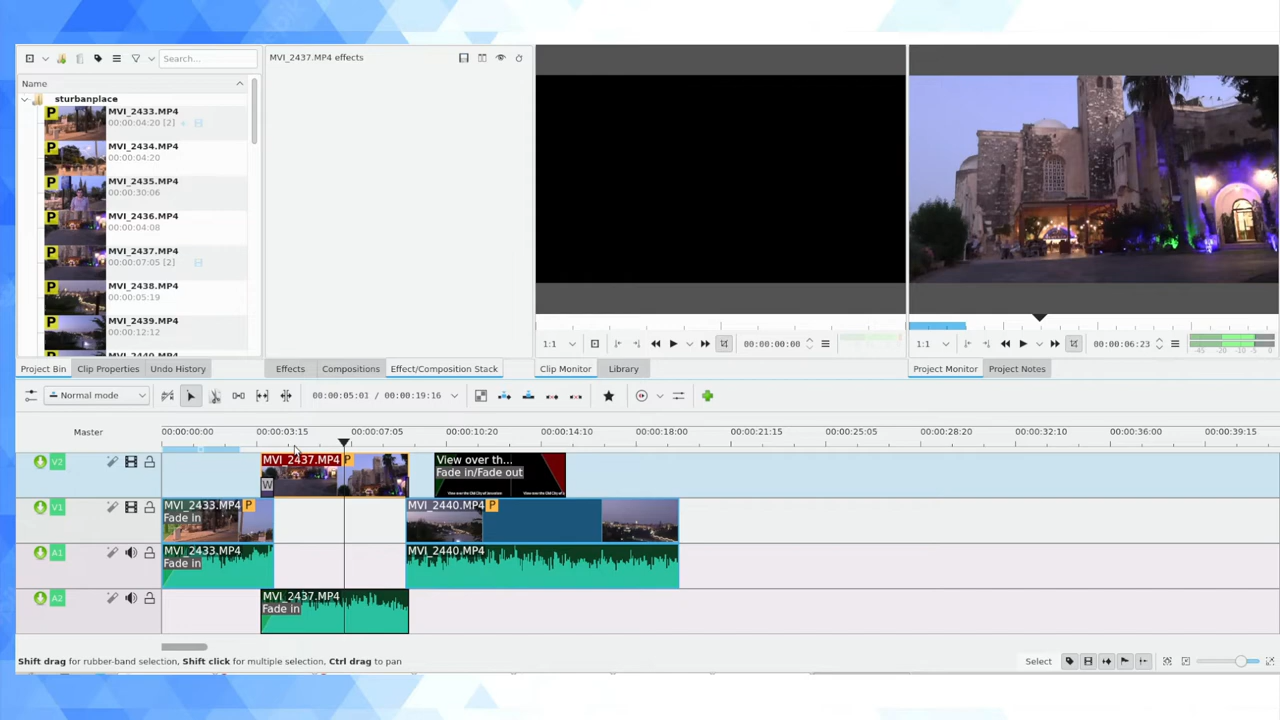 Search...
MVI_2437.MP4 effects
Name
sturbanplace
P
MVI_2433.MP4
00:00:04:20 [2]
P
MVI_2434.MP4
00:00:04:20
P
MVI_2435.MP4
00:00:30:06
P
MVI_2436.MP4
00:00:04:08
P
MVI_2437.MP4
00:00:07:05 [2]
P
MVI_2438.MP4
00:00:05:19
P
MVI_2439.MP4
00:00:12:12
1:1
00:00:00:00
1:1
00:00:06:23
-45 -20 -10 -5 0
Project Bin
Clip Properties
Undo History
Effects
Compositions
Effect/Composition Stack
Clip Monitor
Library
Project Monitor
Project Notes
Normal mode
00:00:05:01 / 00:00:19:16
Master
00:00:00:00
00:00:03:15
00:00:07:05
00:00:10:20
00:00:14:10
00:00:18:00
00:00:21:15
00:00:25:05
00:00:28:20
00:00:32:10
00:00:36:00
00:00:39:15
V2
MVI_2437.MP4
P
W
View over th...
Fade in/Fade out
V1
MVI_2433.MP4
P
Fade in
MVI_2440.MP4
P
A1
MVI_2433.MP4
Fade in
MVI_2440.MP4
A2
MVI_2437.MP4
Fade in
Shift drag for rubber-band selection, Shift click for multiple selection, Ctrl drag to pan
Select